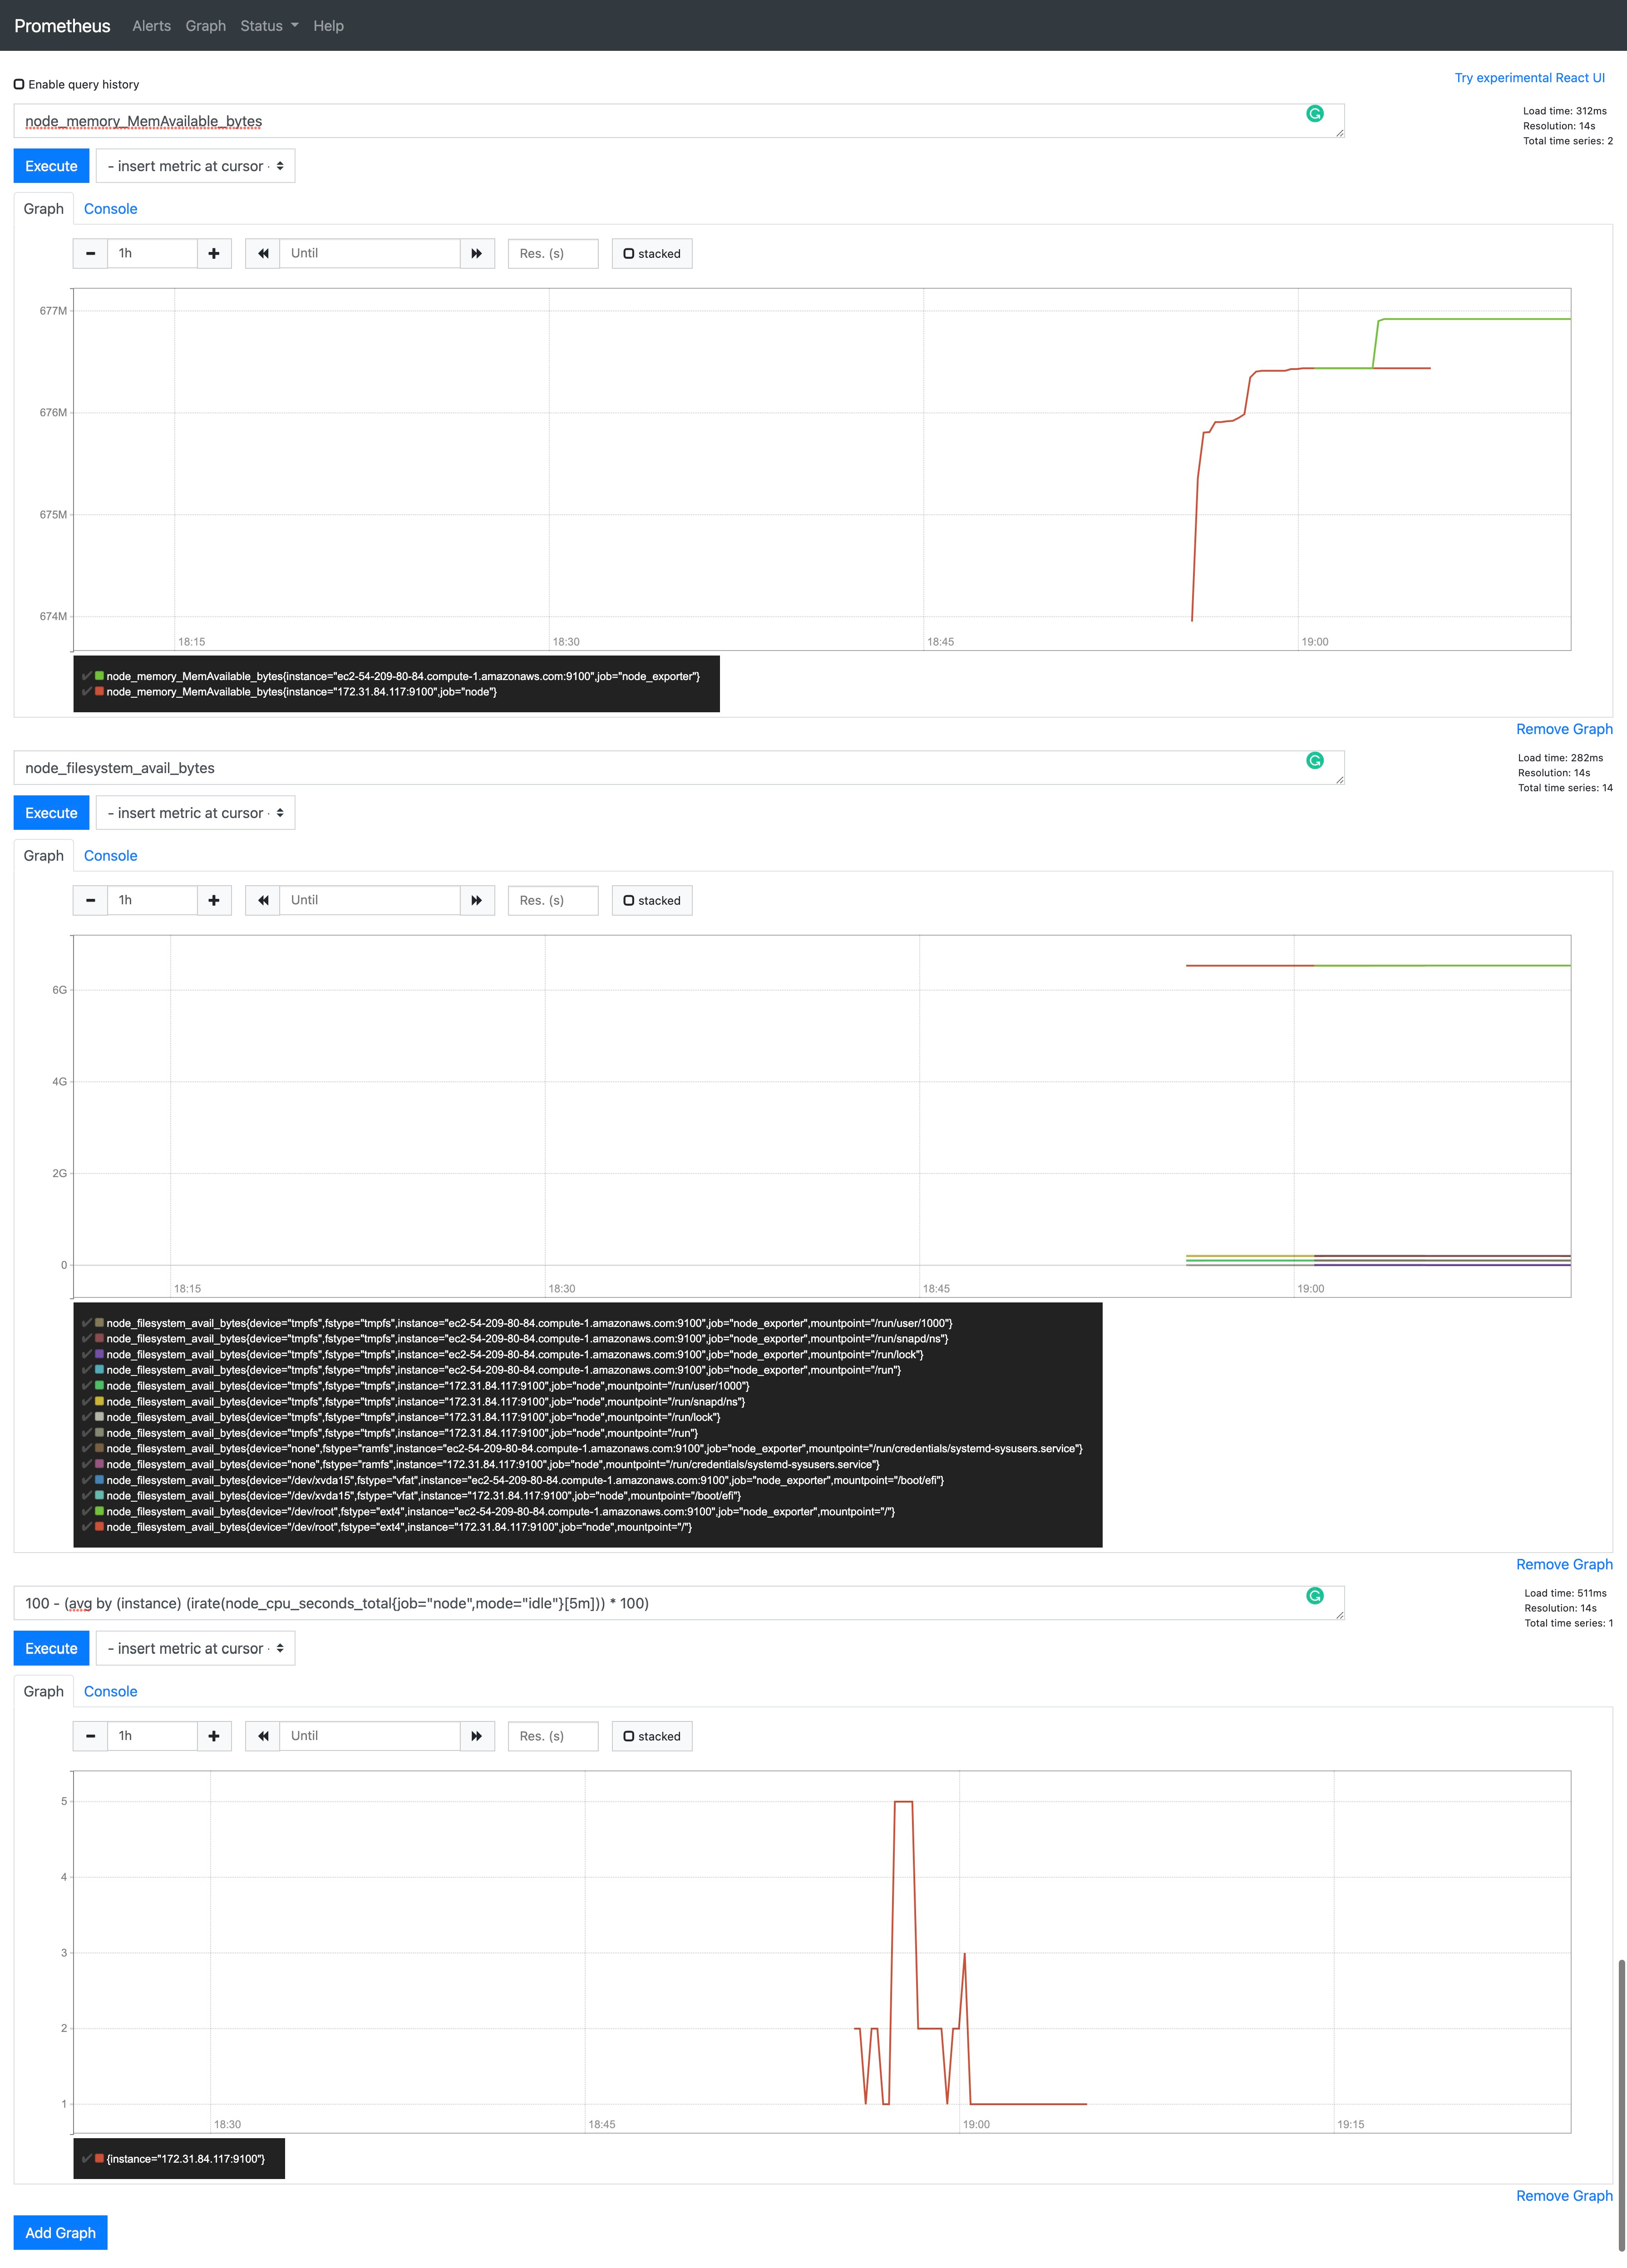 Prometheus Alerts Graph Status Help
Enable query history
Try experimental React UI
node_memory_MemAvailable_bytes
Load time: 312ms
Resolution: 14s
Total time series: 2
Execute - insert metric at cursor -
Graph Console
1h Until Res. (s) stacked
677M
676M
675M
674M
18:15 18:30 18:45 19:00
node_memory_MemAvailable_bytes{instance="ec2-54-209-80-84.compute-1.amazonaws.com:9100",job="node_exporter"}
node_memory_MemAvailable_bytes{instance="172.31.84.117:9100",job="node"}
Remove Graph
node_filesystem_avail_bytes
Load time: 282ms
Resolution: 14s
Total time series: 14
Execute - insert metric at cursor -
Graph Console
1h Until Res. (s) stacked
6G
4G
2G
0
18:15 18:30 18:45 19:00
node_filesystem_avail_bytes{device="tmpfs",fstype="tmpfs",instance="ec2-54-209-80-84.compute-1.amazonaws.com:9100",job="node_exporter",mountpoint="/run/user/1000"}
node_filesystem_avail_bytes{device="tmpfs",fstype="tmpfs",instance="ec2-54-209-80-84.compute-1.amazonaws.com:9100",job="node_exporter",mountpoint="/run/snapd/ns"}
node_filesystem_avail_bytes{device="tmpfs",fstype="tmpfs",instance="ec2-54-209-80-84.compute-1.amazonaws.com:9100",job="node_exporter",mountpoint="/run/lock"}
node_filesystem_avail_bytes{device="tmpfs",fstype="tmpfs",instance="ec2-54-209-80-84.compute-1.amazonaws.com:9100",job="node_exporter",mountpoint="/run"}
node_filesystem_avail_bytes{device="tmpfs",fstype="tmpfs",instance="172.31.84.117:9100",job="node",mountpoint="/run/user/1000"}
node_filesystem_avail_bytes{device="tmpfs",fstype="tmpfs",instance="172.31.84.117:9100",job="node",mountpoint="/run/snapd/ns"}
node_filesystem_avail_bytes{device="tmpfs",fstype="tmpfs",instance="172.31.84.117:9100",job="node",mountpoint="/run/lock"}
node_filesystem_avail_bytes{device="tmpfs",fstype="tmpfs",instance="172.31.84.117:9100",job="node",mountpoint="/run"}
node_filesystem_avail_bytes{device="none",fstype="ramfs",instance="ec2-54-209-80-84.compute-1.amazonaws.com:9100",job="node_exporter",mountpoint="/run/credentials/systemd-sysusers.service"}
node_filesystem_avail_bytes{device="none",fstype="ramfs",instance="172.31.84.117:9100",job="node",mountpoint="/run/credentials/systemd-sysusers.service"}
node_filesystem_avail_bytes{device="/dev/xvda15",fstype="vfat",instance="ec2-54-209-80-84.compute-1.amazonaws.com:9100",job="node_exporter",mountpoint="/boot/efi"}
node_filesystem_avail_bytes{device="/dev/xvda15",fstype="vfat",instance="172.31.84.117:9100",job="node",mountpoint="/boot/efi"}
node_filesystem_avail_bytes{device="/dev/root",fstype="ext4",instance="ec2-54-209-80-84.compute-1.amazonaws.com:9100",job="node_exporter",mountpoint="/"}
node_filesystem_avail_bytes{device="/dev/root",fstype="ext4",instance="172.31.84.117:9100",job="node",mountpoint="/"}
Remove Graph
100 - (avg by (instance) (irate(node_cpu_seconds_total{job="node",mode="idle"}[5m])) * 100)
Load time: 511ms
Resolution: 14s
Total time series: 1
Execute - insert metric at cursor -
Graph Console
1h Until Res. (s) stacked
5
4
3
2
1
18:30 18:45 19:00 19:15
{instance="172.31.84.117:9100"}
Remove Graph
Add Graph